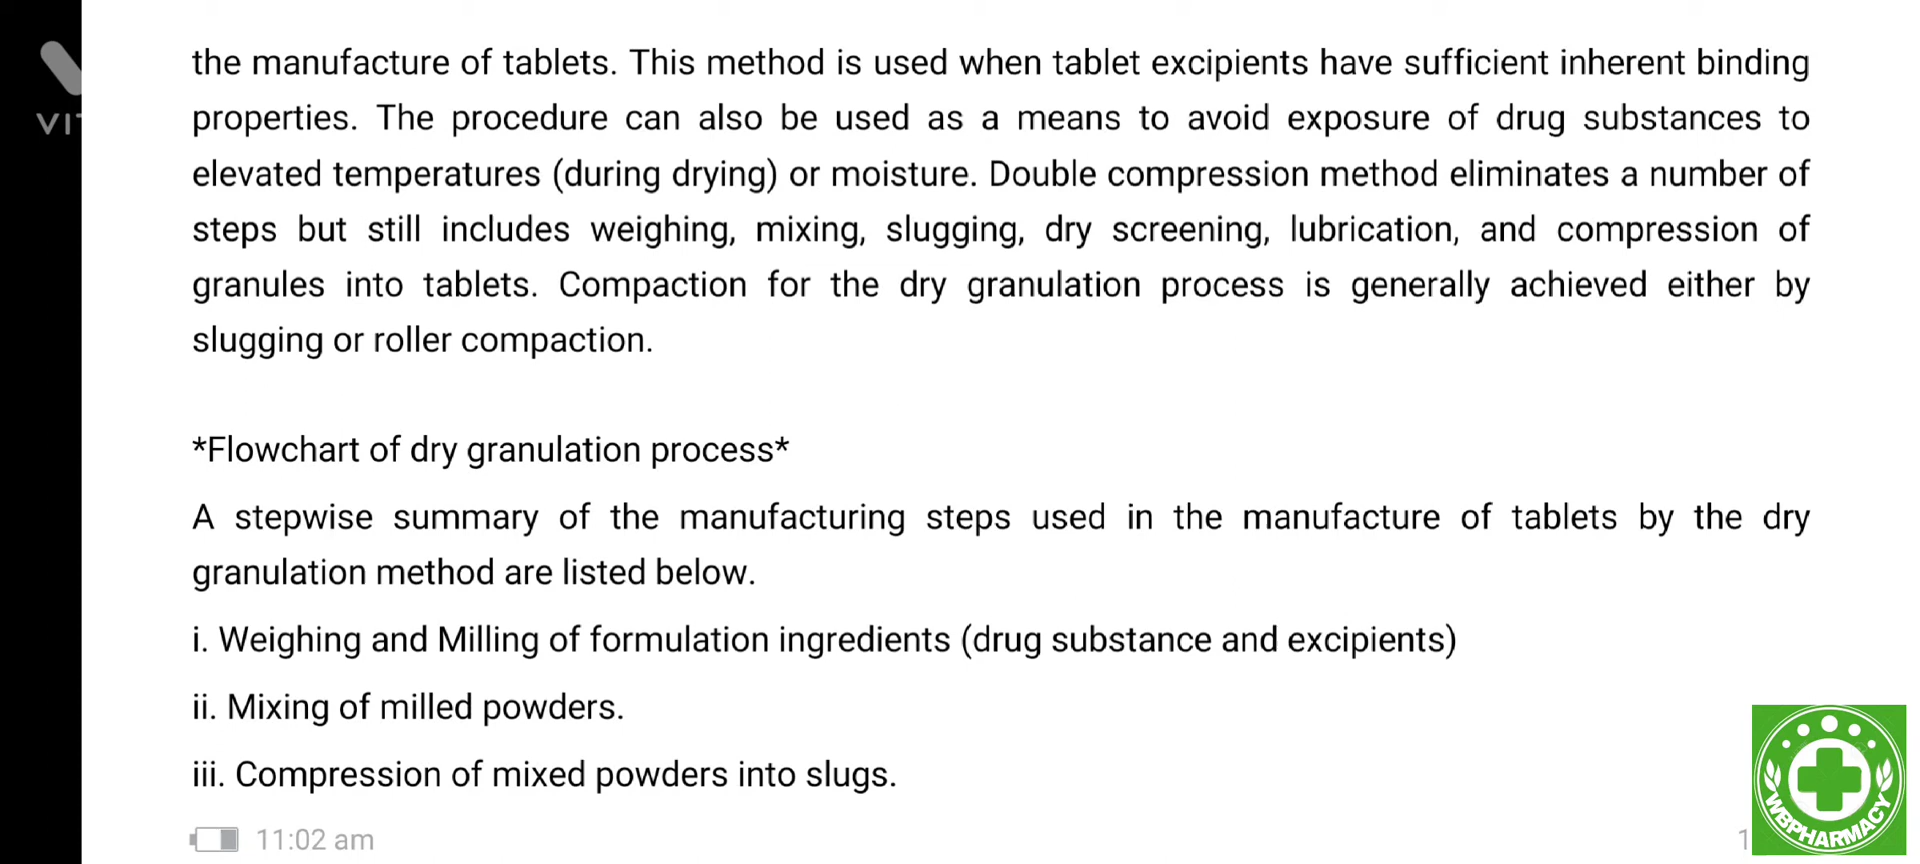 the manufacture of tablets. This method is used when tablet excipients have sufficient inherent binding
properties. The procedure can also be used as a means to avoid exposure of drug substances to
elevated temperatures (during drying) or moisture. Double compression method eliminates a number of
steps but still includes weighing, mixing, slugging, dry screening, lubrication, and compression of
granules into tablets. Compaction for the dry granulation process is generally achieved either by
slugging or roller compaction.
*Flowchart of dry granulation process*
A stepwise summary of the manufacturing steps used in the manufacture of tablets by the dry
granulation method are listed below.
i. Weighing and Milling of formulation ingredients (drug substance and excipients)
ii. Mixing of milled powders.
iii. Compression of mixed powders into slugs.
11:02 am
WBPHARMACY